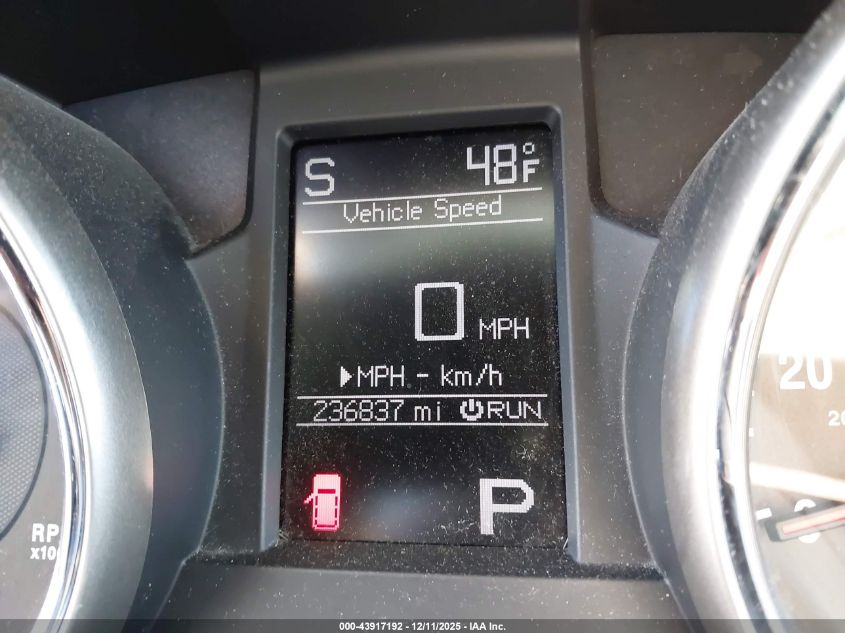 S 48°F
Vehicle Speed
0 MPH
▶MPH - km/h
236837 mi RUN
P
RP
x10
20
000-43917192 - 12/11/2025 - IAA Inc.